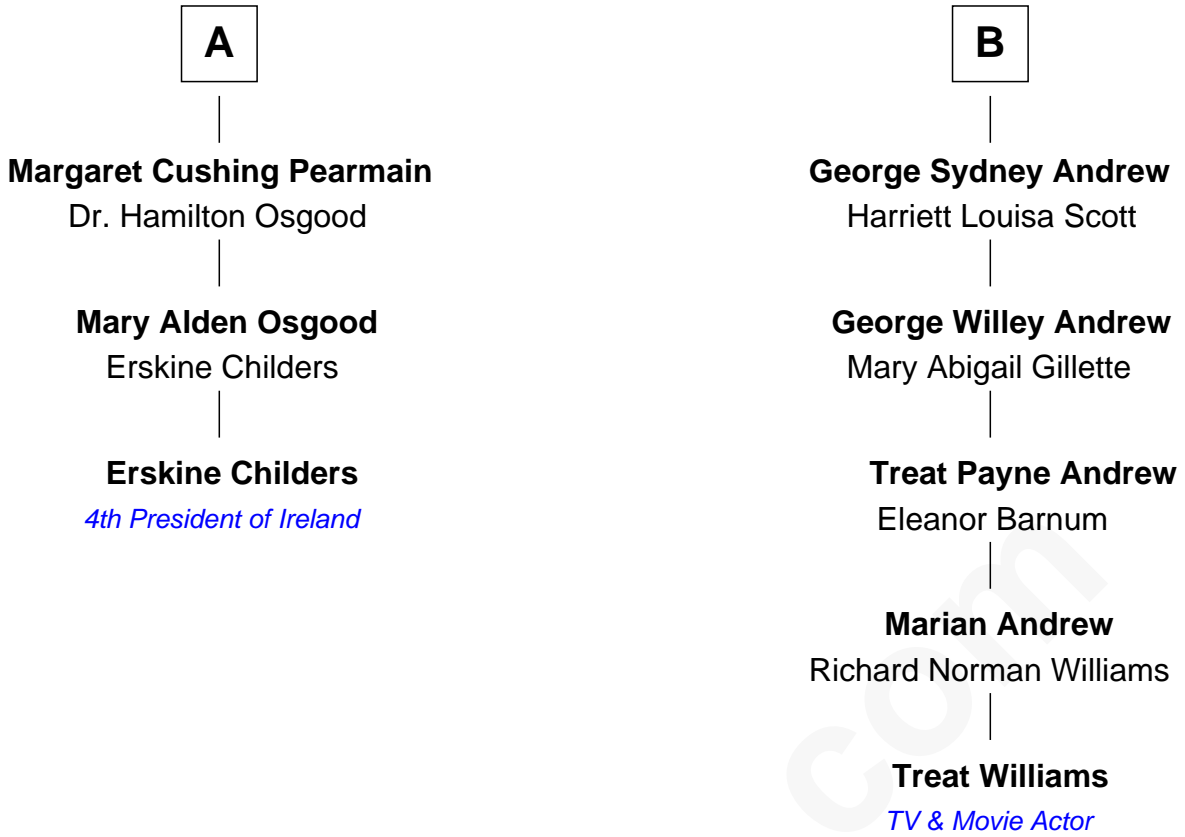 A
Margaret Cushing Pearmain
Dr. Hamilton Osgood
Mary Alden Osgood
Erskine Childers
Erskine Childers
4th President of Ireland
B
George Sydney Andrew
Harriett Louisa Scott
George Willey Andrew
Mary Abigail Gillette
Treat Payne Andrew
Eleanor Barnum
Marian Andrew
Richard Norman Williams
Treat Williams
TV & Movie Actor
com